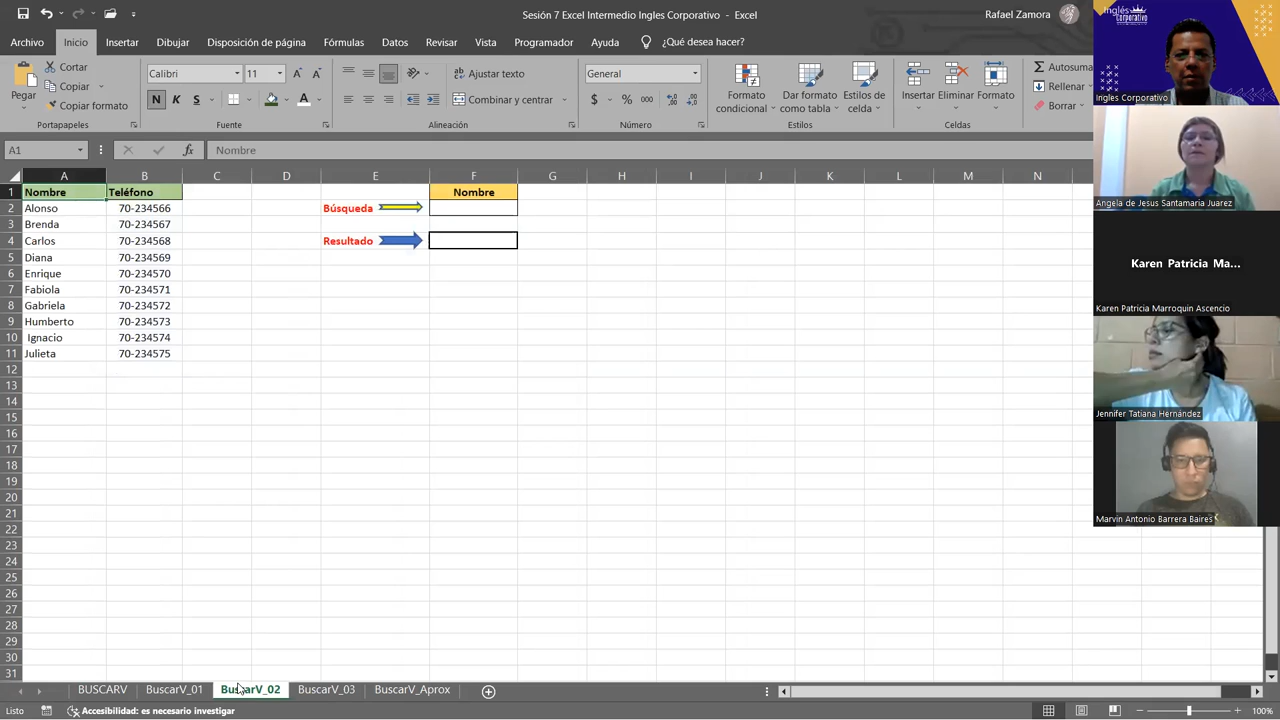 Sesión 7 Excel Intermedio Ingles Corporativo - Excel
Rafael Zamora
Archivo Inicio Insertar Dibujar Disposición de página Fórmulas Datos Revisar Vista Programador Ayuda ¿Qué desea hacer?
Pegar
Cortar
Copiar
Copiar formato
Portapapeles
Calibri 11
N K S
Fuente
Ajustar texto
Combinar y centrar
Alineación
General
$ % 000
Número
Formato condicional
Dar formato como tabla
Estilos de celda
Estilos
Insertar Eliminar Formato
Celdas
Autosuma
Rellenar
Borrar
A1 fx Nombre
A B C D E F G H I J K L M N
1 Nombre Teléfono Nombre
2 Alonso 70-234566 Búsqueda
3 Brenda 70-234567
4 Carlos 70-234568 Resultado
5 Diana 70-234569
6 Enrique 70-234570
7 Fabiola 70-234571
8 Gabriela 70-234572
9 Humberto 70-234573
10 Ignacio 70-234574
11 Julieta 70-234575
12
13
14
15
16
17
18
19
20
21
22
23
24
25
26
27
28
29
30
31
BUSCARV BuscarV_01 BuscarV_02 BuscarV_03 BuscarV_Aprox
Listo Accesibilidad: es necesario investigar 100%
Inglés
Corporativo
Ingles Corporativo
Angela de Jesus Santamaria Juarez
Karen Patricia Ma...
Karen Patricia Marroquin Ascencio
Jennifer Tatiana Hernández
Marvin Antonio Barrera Baires